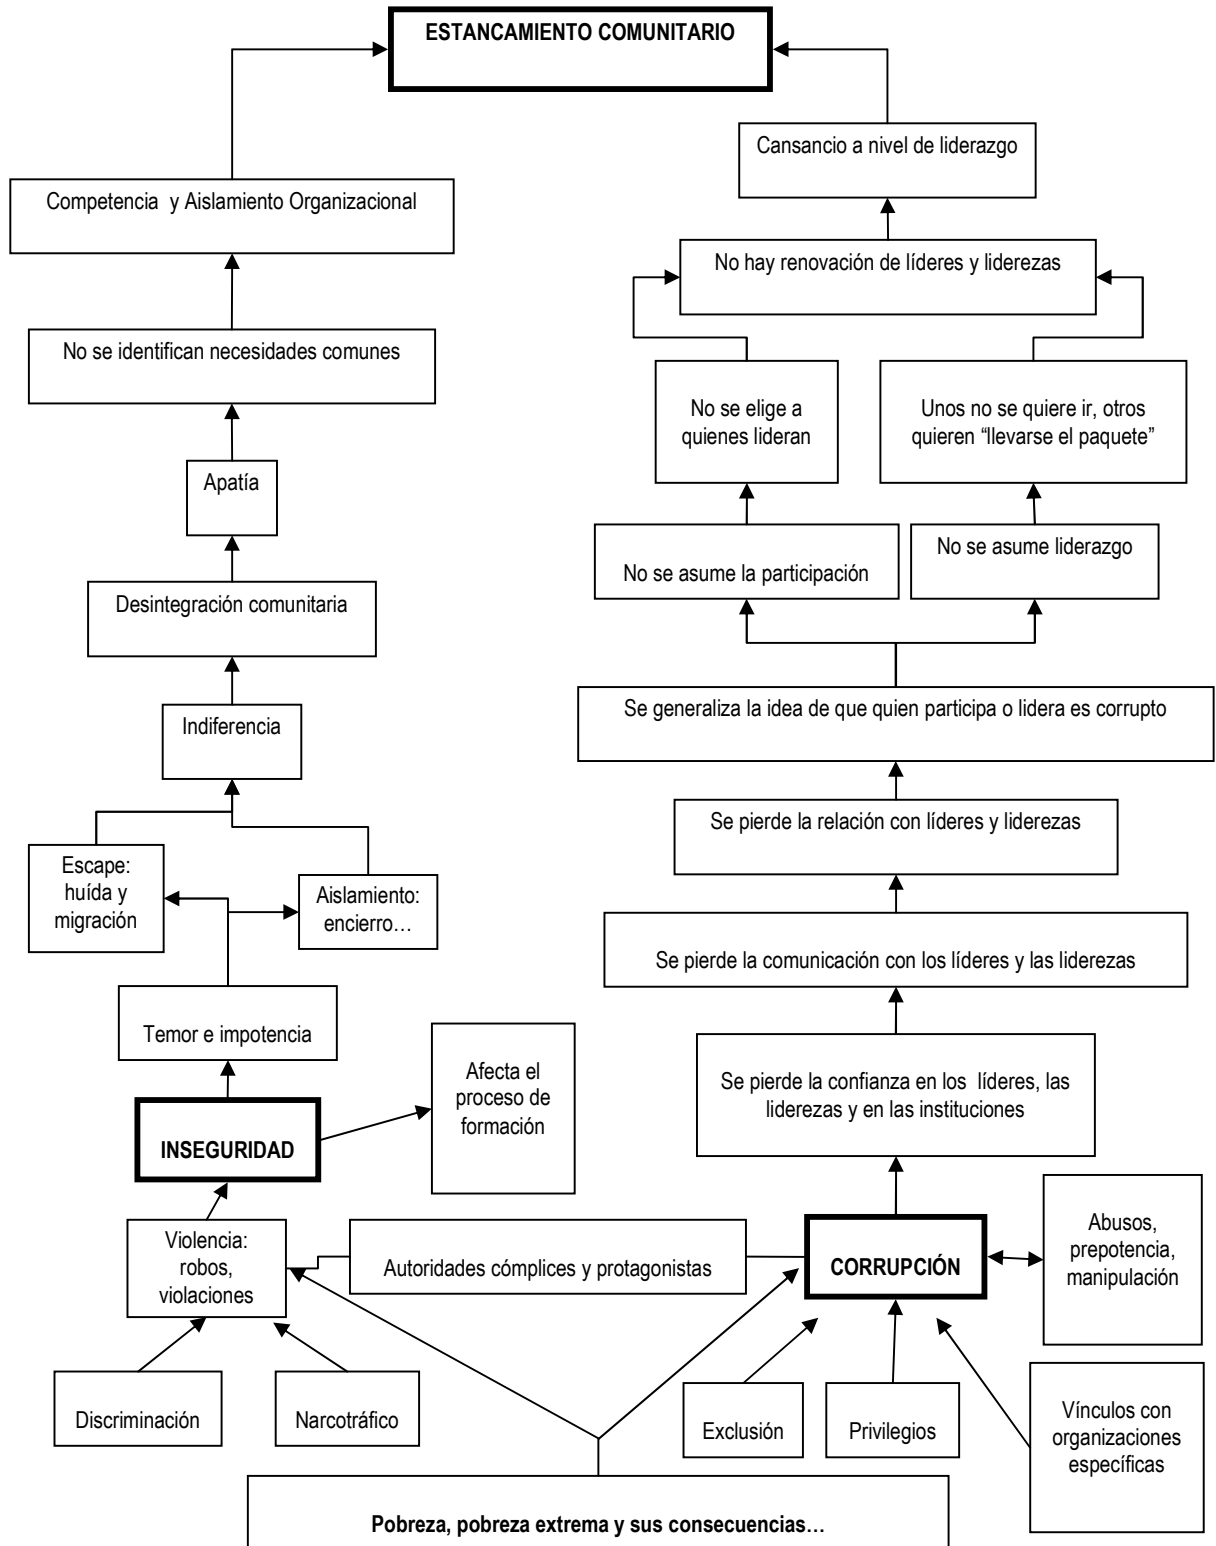 ESTANCAMIENTO COMUNITARIO
Cansancio a nivel de liderazgo
Competencia y Aislamiento Organizacional
No hay renovación de líderes y liderezas
No se identifican necesidades comunes
No se elige a
quienes lideran
Unos no se quiere ir, otros
quieren “llevarse el paquete”
Apatía
No se asume la participación
No se asume liderazgo
Desintegración comunitaria
Se generaliza la idea de que quien participa o lidera es corrupto
Indiferencia
Se pierde la relación con líderes y liderezas
Escape:
huída y
migración
Aislamiento:
encierro…
Se pierde la comunicación con los líderes y las liderezas
Temor e impotencia
Afecta el
proceso de
formación
Se pierde la confianza en los líderes, las
liderezas y en las instituciones
INSEGURIDAD
Violencia:
robos,
violaciones
Autoridades cómplices y protagonistas
CORRUPCIÓN
Abusos,
prepotencia,
manipulación
Discriminación
Narcotráfico
Exclusión
Privilegios
Vínculos con
organizaciones
específicas
Pobreza, pobreza extrema y sus consecuencias…